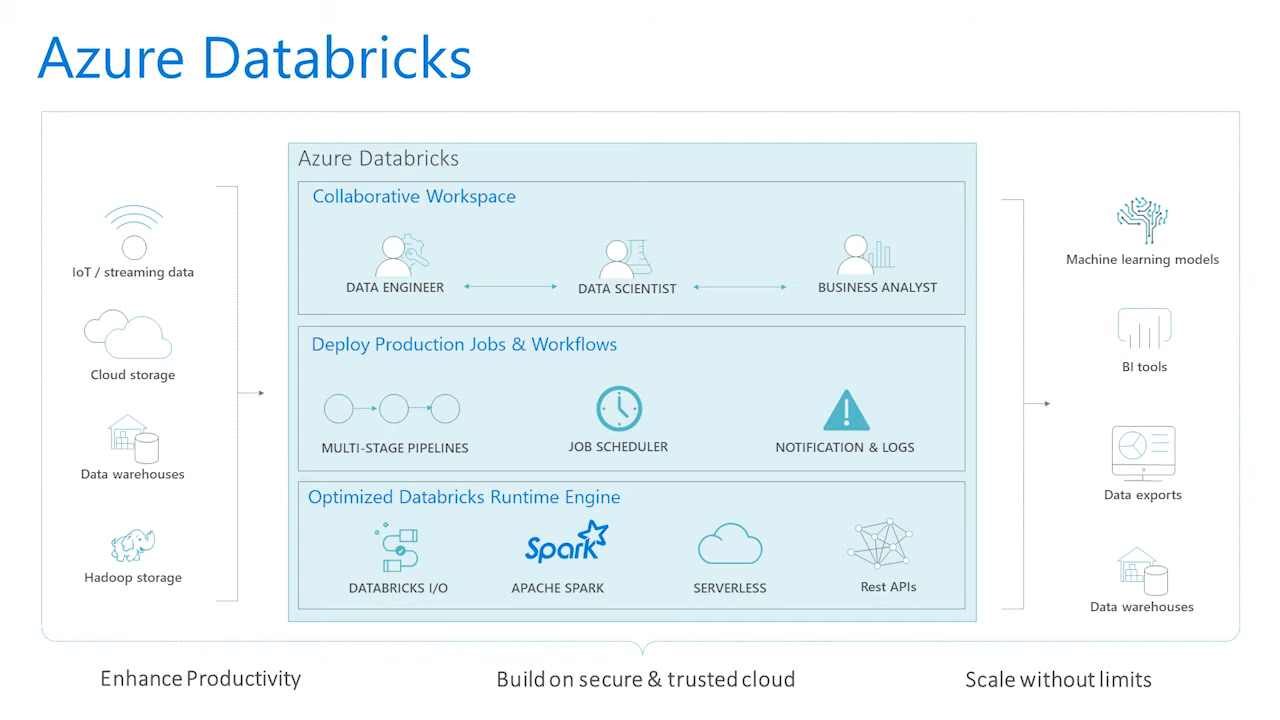 Azure Databricks
Azure Databricks
Collaborative Workspace
DATA ENGINEER
DATA SCIENTIST
BUSINESS ANALYST
Deploy Production Jobs & Workflows
MULTI-STAGE PIPELINES
JOB SCHEDULER
NOTIFICATION & LOGS
Optimized Databricks Runtime Engine
Spark
DATABRICKS I/O
APACHE SPARK
SERVERLESS
Rest APIs
IoT / streaming data
Cloud storage
Data warehouses
Hadoop storage
Machine learning models
BI tools
Data exports
Data warehouses
Enhance Productivity
Build on secure & trusted cloud
Scale without limits